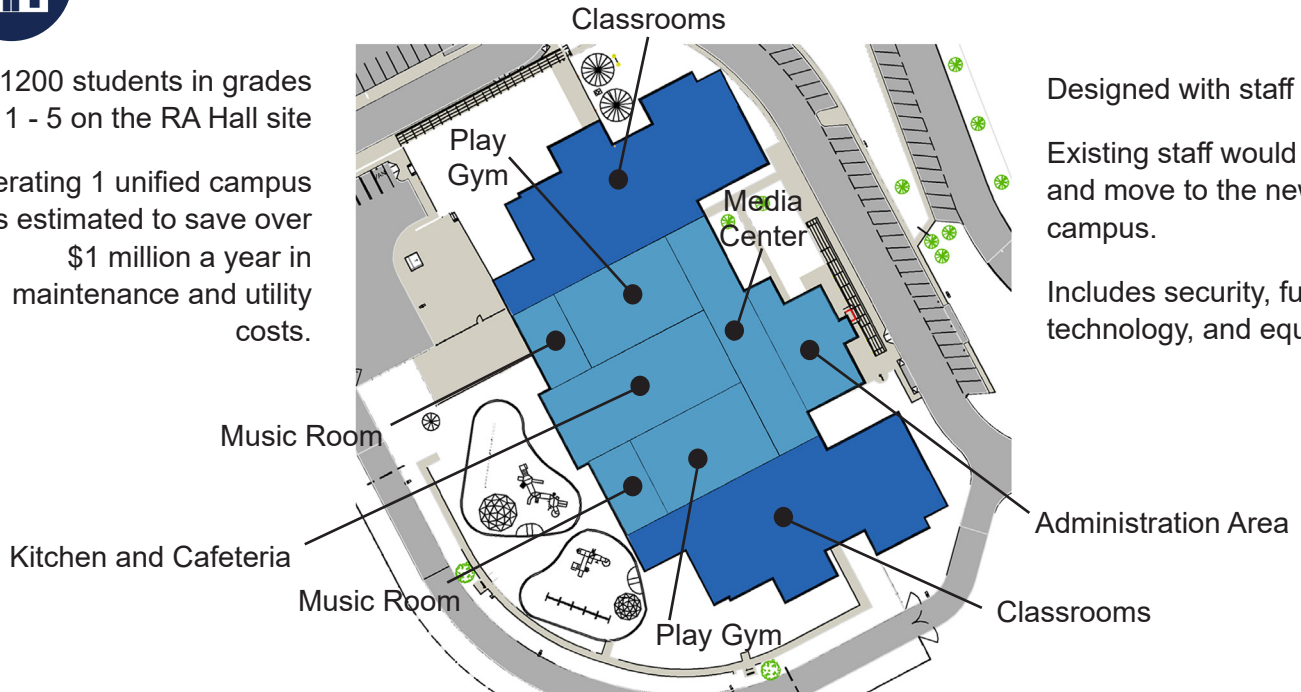 Classrooms
1200 students in grades
1 - 5 on the RA Hall site
erating 1 unified campus
s estimated to save over
$1 million a year in
maintenance and utility
costs.
Play
Gym
Media
Center
Designed with staff
Existing staff would
and move to the new
campus.
Includes security, fu
technology, and equ
Music Room
Kitchen and Cafeteria
Music Room
Play Gym
Administration Area
Classrooms